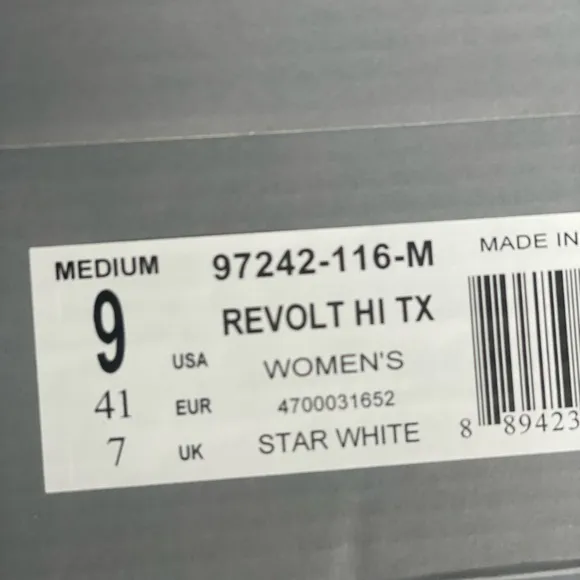 MEDIUM
9 USA
41 EUR
7 UK
97242-116-M
REVOLT HI TX
WOMEN'S
4700031652
STAR WHITE
MADE IN
8 89423